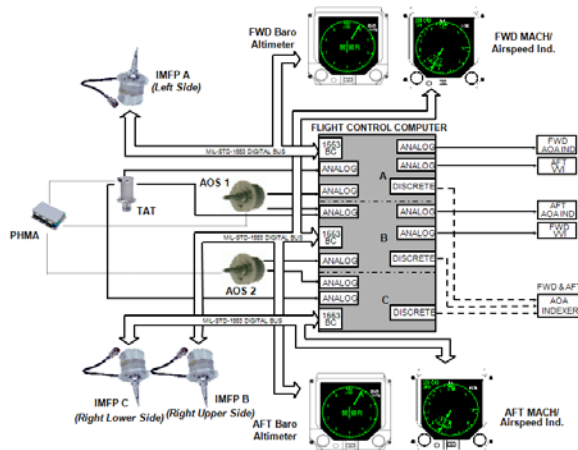 FWD Baro
Altimeter
FWD MACH/
Airspeed Ind.
IMFP A
(Left Side)
FLIGHT CONTROL COMPUTER
MIL-STD-1553 DIGITAL BUS
1553
BC
ANALOG
FWD
AOA IND
ANALOG
AFT
VVI
ANALOG
A
DISCRETE
AOS 1
TAT
ANALOG
ANALOG
ANALOG
AFT
AOA IND
PHMA
MIL-STD-1553 DIGITAL BUS
1553
BC
B
ANALOG
FWD
VVI
ANALOG
DISCRETE
AOS 2
ANALOG
C
FWD & AFT
AOA
INDEXER
ANALOG
DISCRETE
MIL-STD-1553 DIGITAL BUS
1553
BC
IMFP C
(Right Lower Side)
IMFP B
(Right Upper Side)
AFT Baro
Altimeter
AFT MACH/
Airspeed Ind.